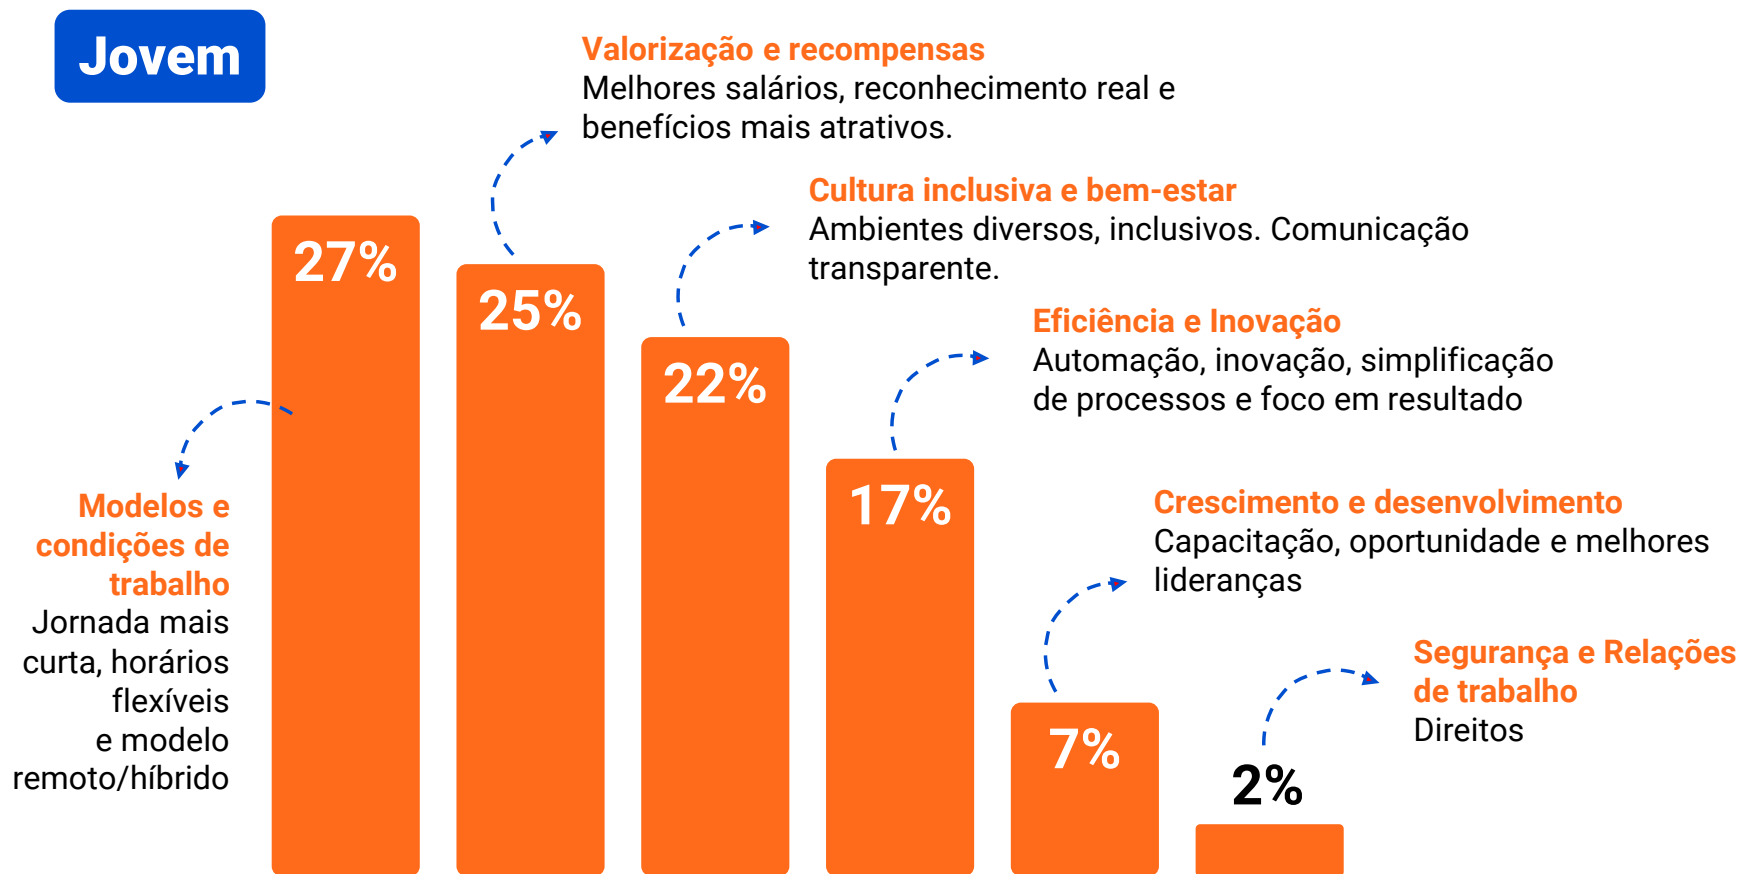 Jovem
Valorização e recompensas
Melhores salários, reconhecimento real e
benefícios mais atrativos.
Cultura inclusiva e bem-estar
Ambientes diversos, inclusivos. Comunicação
transparente.
27%
25%
Eficiência e Inovação
Automação, inovação, simplificação
de processos e foco em resultado
22%
Modelos e
condições de
trabalho
Jornada mais
curta, horários
flexíveis
e modelo
remoto/híbrido
17%
Crescimento e desenvolvimento
Capacitação, oportunidade e melhores
lideranças
7%
Segurança e Relações
de trabalho
Direitos
2%